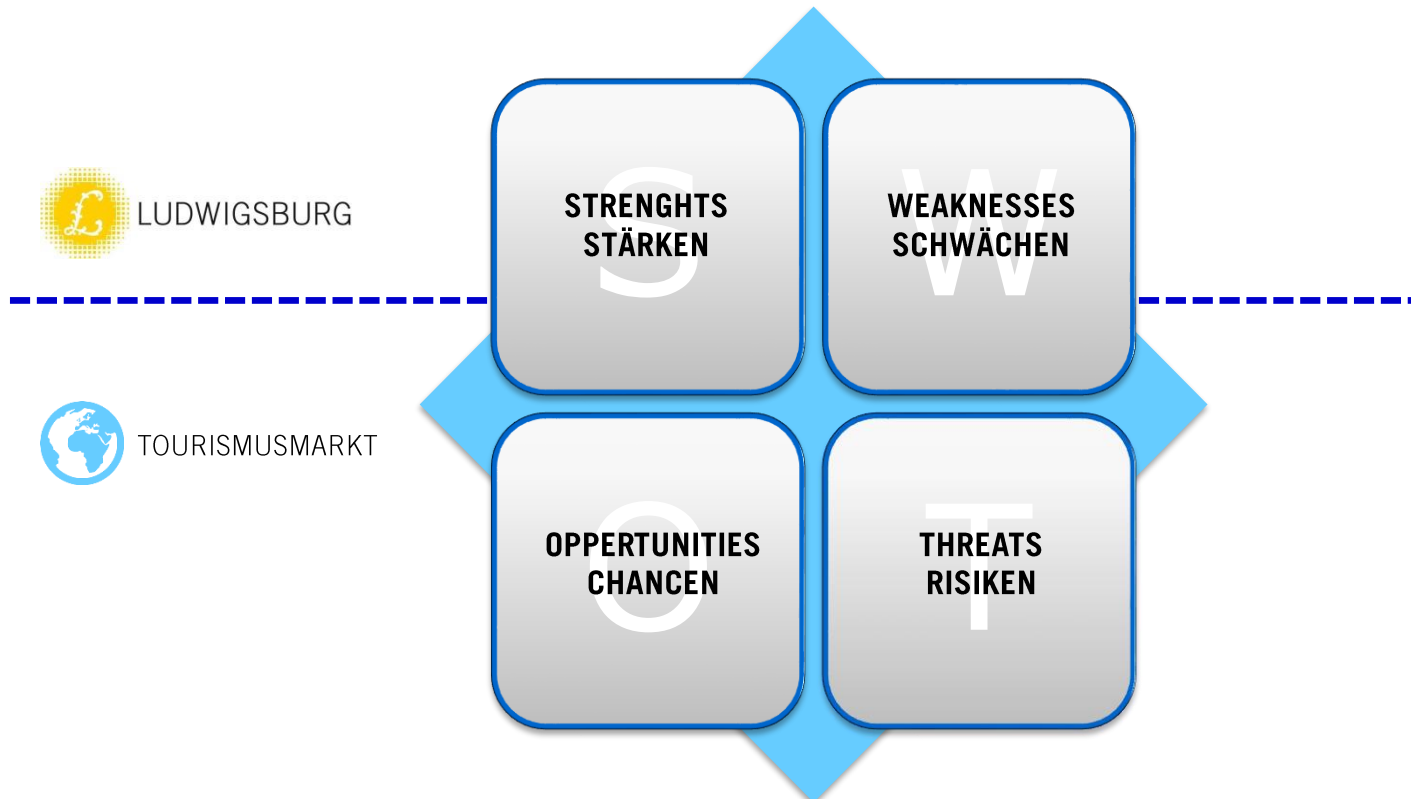 LUDWIGSBURG
S
STRENGHTS
STÄRKEN
W
WEAKNESSES
SCHWÄCHEN
TOURISMUSMARKT
O
OPPERTUNITIES
CHANCEN
T
THREATS
RISIKEN